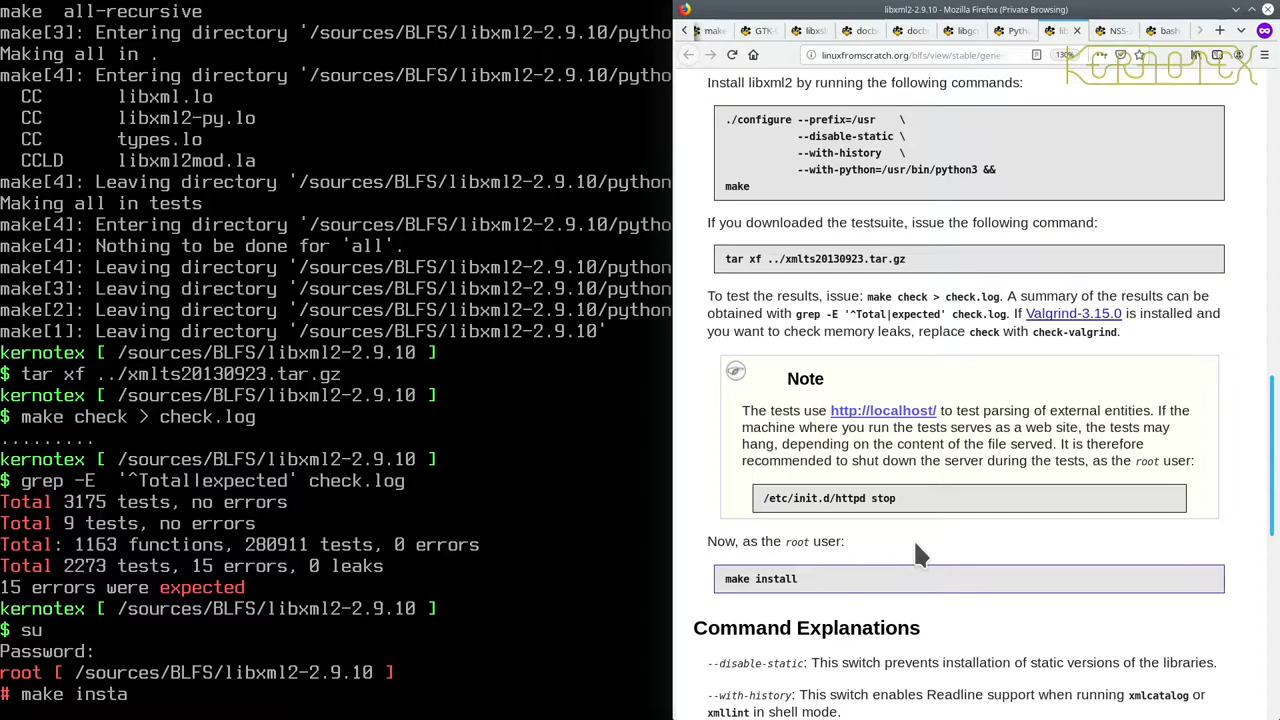 make  all-recursive
make[3]: Entering directory '/sources/BLFS/libxml2-2.9.10/python
Making all in .
make[4]: Entering directory '/sources/BLFS/libxml2-2.9.10/python
CC       libxml.lo
CC       libxml2-py.lo
CC       types.lo
CCLD     libxml2mod.la
make[4]: Leaving directory '/sources/BLFS/libxml2-2.9.10/python
Making all in tests
make[4]: Entering directory '/sources/BLFS/libxml2-2.9.10/python
make[4]: Nothing to be done for 'all'.
make[4]: Leaving directory '/sources/BLFS/libxml2-2.9.10/python
make[3]: Leaving directory '/sources/BLFS/libxml2-2.9.10/python
make[2]: Leaving directory '/sources/BLFS/libxml2-2.9.10/python
make[1]: Leaving directory '/sources/BLFS/libxml2-2.9.10'
kernotex [ /sources/BLFS/libxml2-2.9.10 ]
$ tar xf ../xmlts20130923.tar.gz
kernotex [ /sources/BLFS/libxml2-2.9.10 ]
$ make check > check.log
.........
kernotex [ /sources/BLFS/libxml2-2.9.10 ]
$ grep -E  '^Total|expected' check.log
Total 3175 tests, no errors
Total 9 tests, no errors
Total: 1163 functions, 280911 tests, 0 errors
Total 2273 tests, 15 errors, 0 leaks
15 errors were expected
kernotex [ /sources/BLFS/libxml2-2.9.10 ]
$ su
Password:
root [ /sources/BLFS/libxml2-2.9.10 ]
# make insta
libxml2-2.9.10 - Mozilla Firefox (Private Browsing)
make GTK- libxsl docb docb libgc Pyth lib NSS- bash
linuxfromscratch.org/blfs/view/stable/gene 130%
KERNOTEX
Install libxml2 by running the following commands:
./configure --prefix=/usr    \
--disable-static \
--with-history   \
--with-python=/usr/bin/python3 &&
make
If you downloaded the testsuite, issue the following command:
tar xf ../xmlts20130923.tar.gz
To test the results, issue: make check > check.log. A summary of the results can be
obtained with grep -E '^Total|expected' check.log. If Valgrind-3.15.0 is installed and
you want to check memory leaks, replace check with check-valgrind.
Note
The tests use http://localhost/ to test parsing of external entities. If the
machine where you run the tests serves as a web site, the tests may
hang, depending on the content of the file served. It is therefore
recommended to shut down the server during the tests, as the root user:
/etc/init.d/httpd stop
Now, as the root user:
make install
Command Explanations
--disable-static: This switch prevents installation of static versions of the libraries.
--with-history: This switch enables Readline support when running xmlcatalog or
xmllint in shell mode.